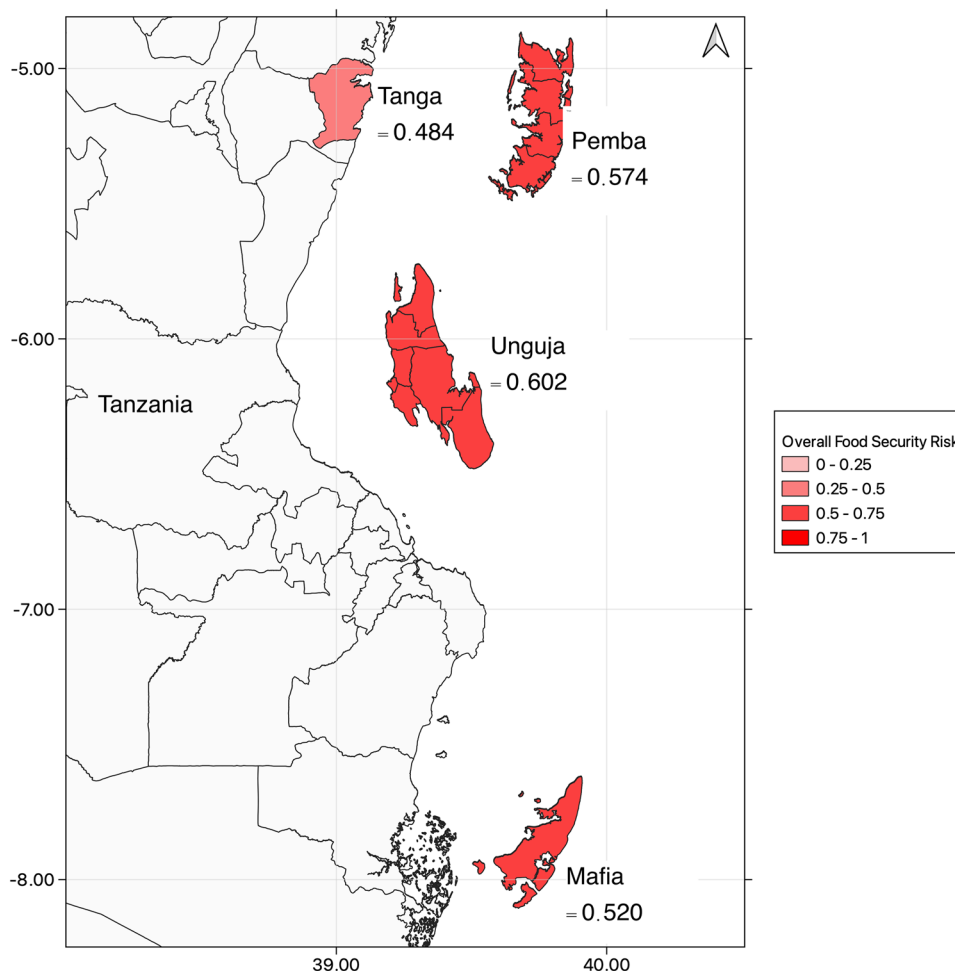 -5.00
Tanga
= 0.484
Pemba
= 0.574
-6.00
Unguja
= 0.602
Tanzania
Overall Food Security Risk
0 - 0.25
0.25 - 0.5
0.5 - 0.75
0.75 - 1
-7.00
-8.00
Mafia
= 0.520
39.00
40.00